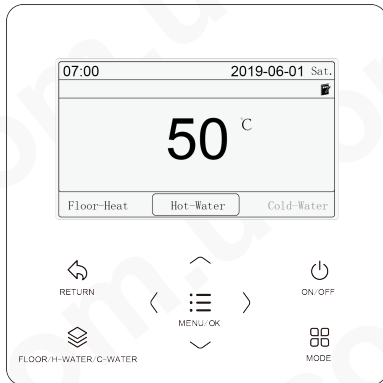 07:00 2019-06-01 Sat.
50 ℃
Floor-Heat Hot-Water Cold-Water
RETURN ON/OFF
MENU/OK
FLOOR/H-WATER/C-WATER MODE